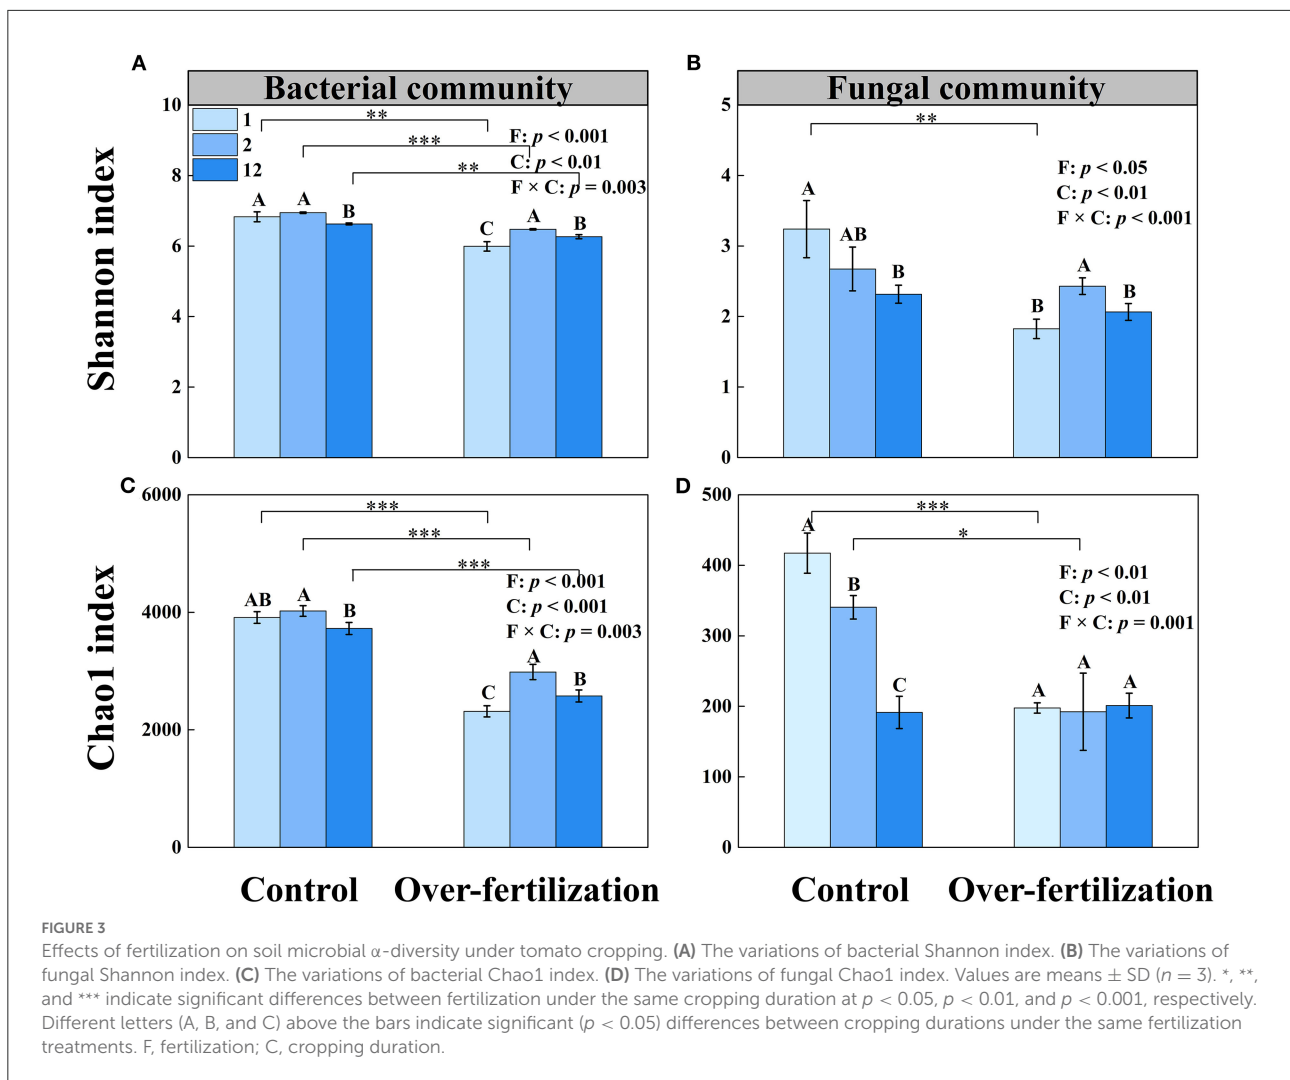 A
Bacterial community
Shannon index
10
8
6
4
2
0
1
2
12
**
***
**
F: p < 0.001
C: p < 0.01
F × C: p = 0.003
A
A
B
C
A
B
B
Fungal community
5
4
3
2
1
0
**
F: p < 0.05
C: p < 0.01
F × C: p < 0.001
A
AB
B
B
A
B
C
Chao1 index
6000
4000
2000
0
***
***
***
F: p < 0.001
C: p < 0.001
F × C: p = 0.003
AB
A
B
C
A
B
Control
Over-fertilization
D
500
400
300
200
100
0
***
*
F: p < 0.01
C: p < 0.01
F × C: p = 0.001
A
B
C
A
A
A
Control
Over-fertilization
FIGURE 3
Effects of fertilization on soil microbial α-diversity under tomato cropping. (A) The variations of bacterial Shannon index. (B) The variations of
fungal Shannon index. (C) The variations of bacterial Chao1 index. (D) The variations of fungal Chao1 index. Values are means ± SD (n = 3). *, **,
and *** indicate significant differences between fertilization under the same cropping duration at p < 0.05, p < 0.01, and p < 0.001, respectively.
Different letters (A, B, and C) above the bars indicate significant (p < 0.05) differences between cropping durations under the same fertilization
treatments. F, fertilization; C, cropping duration.